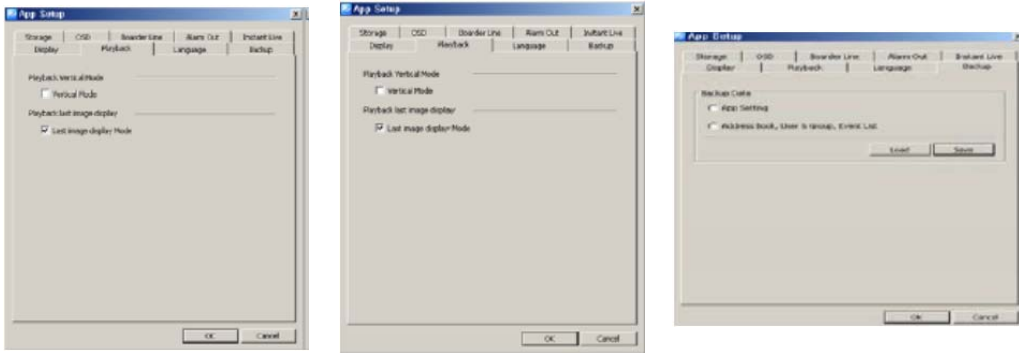 App Setup
Storage OSD Boarder Line Alarm Out Instant Live
Display Playback Language Backup
Playback Vertical Mode
Vertical Mode
Playback last image display
Last image display Mode
OK Cancel
App Setup
Storage OSD Boarder Line Alarm Out Instant Live
Display Playback Language Backup
Playback Vertical Mode
Vertical Mode
Playback last image display
Last image display Mode
OK Cancel
App Setup
Storage OSD Boarder Line Alarm Out Instant Live
Display Playback Language Backup
Backup Data
App Setting
Address Book, User & Group, Event List
Load Save
OK Cancel